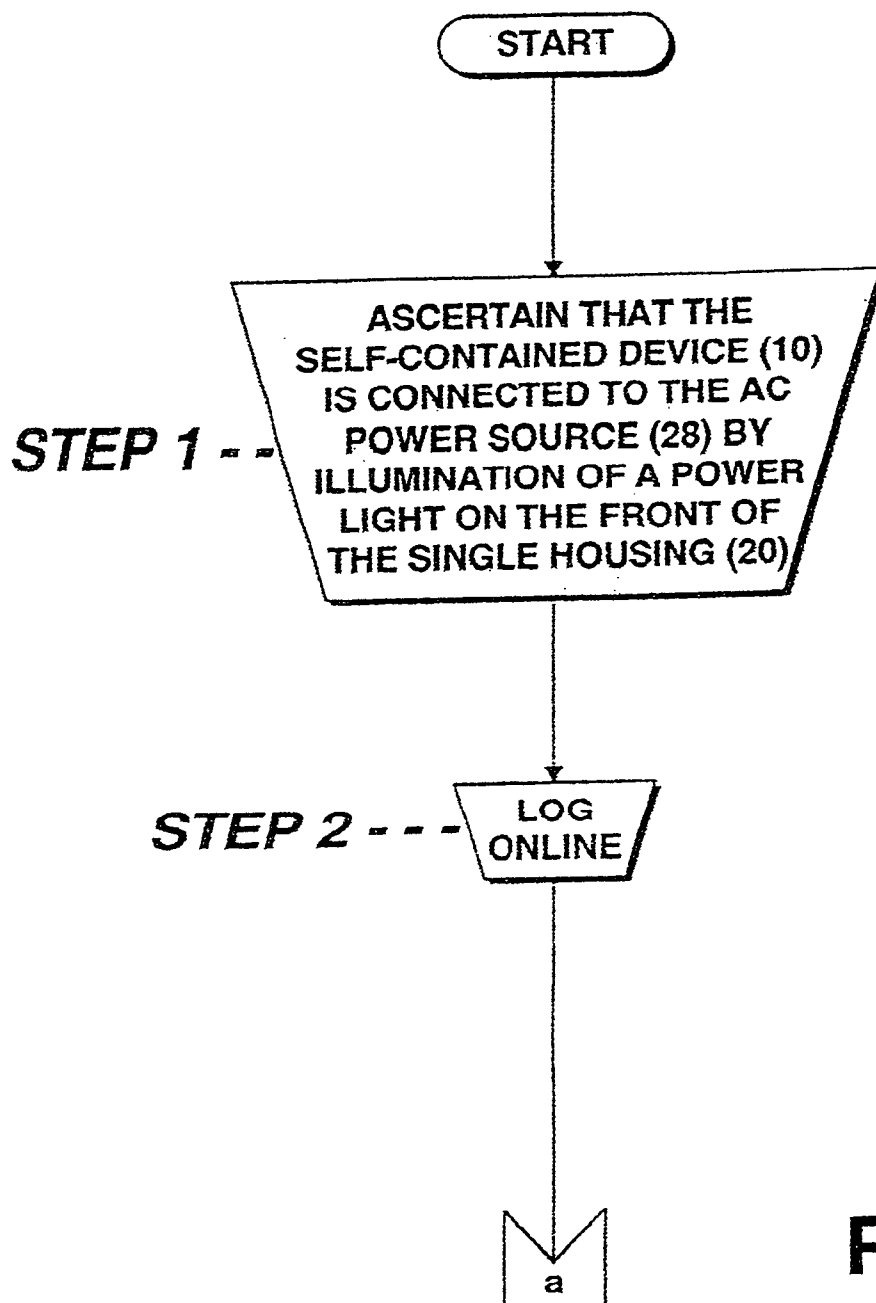 START
ASCERTAIN THAT THE
SELF-CONTAINED DEVICE (10)
IS CONNECTED TO THE AC
STEP 1 - - POWER SOURCE (28) BY
ILLUMINATION OF A POWER
LIGHT ON THE FRONT OF
THE SINGLE HOUSING (20)
STEP 2 - - - LOG
ONLINE
a